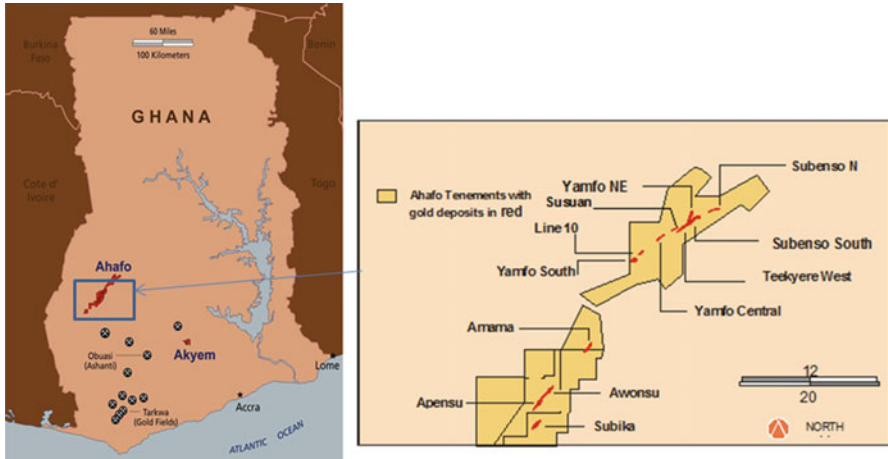 60 Miles
100 Kilometers
Burkina
Faso
Benin
GHANA
Cote d'
Ivoire
Togo
Ahafo
Obuasi
(Ashanti)
Akyem
Lome
Accra
Tarkwa
(Gold Fields)
ATLANTIC OCEAN
Ahafo Tenements with
gold deposits in red
Subenso N
Yamfo NE
Susuan
Line 10
Subenso South
Yamfo South
Teekyere West
Yamfo Central
Amama
12
20
Awonsu
Apensu
Subika
NORTH